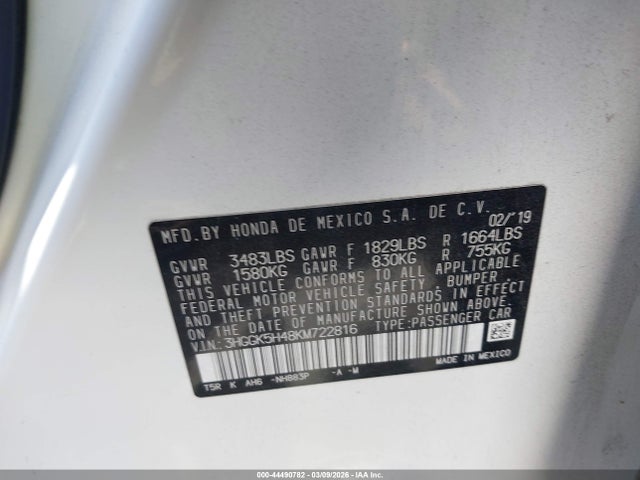 MFD.BY HONDA DE MEXICO S.A. DE C.V. 02/'19
GVWR 3483LBS GAWR F 1829LBS R 1664LBS
GVWR 1580KG GAWR F 830KG R 755KG
THIS VEHICLE CONFORMS TO ALL APPLICABLE
FEDERAL MOTOR VEHICLE SAFETY, BUMPER,
AND THEFT PREVENTION STANDARDS IN EFFECT
ON THE DATE OF MANUFACTURE SHOWN ABOVE.
V.I.N.: 3HGGK5H48KM722816 TYPE:PASSENGER CAR
T5R K AH6 -NH883P -A -M MADE IN MEXICO
000-44490782 - 03/09/2026 - IAA Inc.